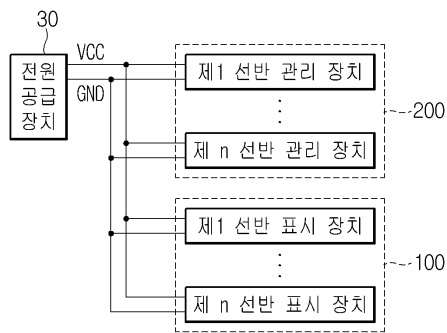 30
전원
공급
장치
VCC
GND
제1 선반 관리 장치
제 n 선반 관리 장치
200
제1 선반 표시 장치
제 n 선반 표시 장치
100